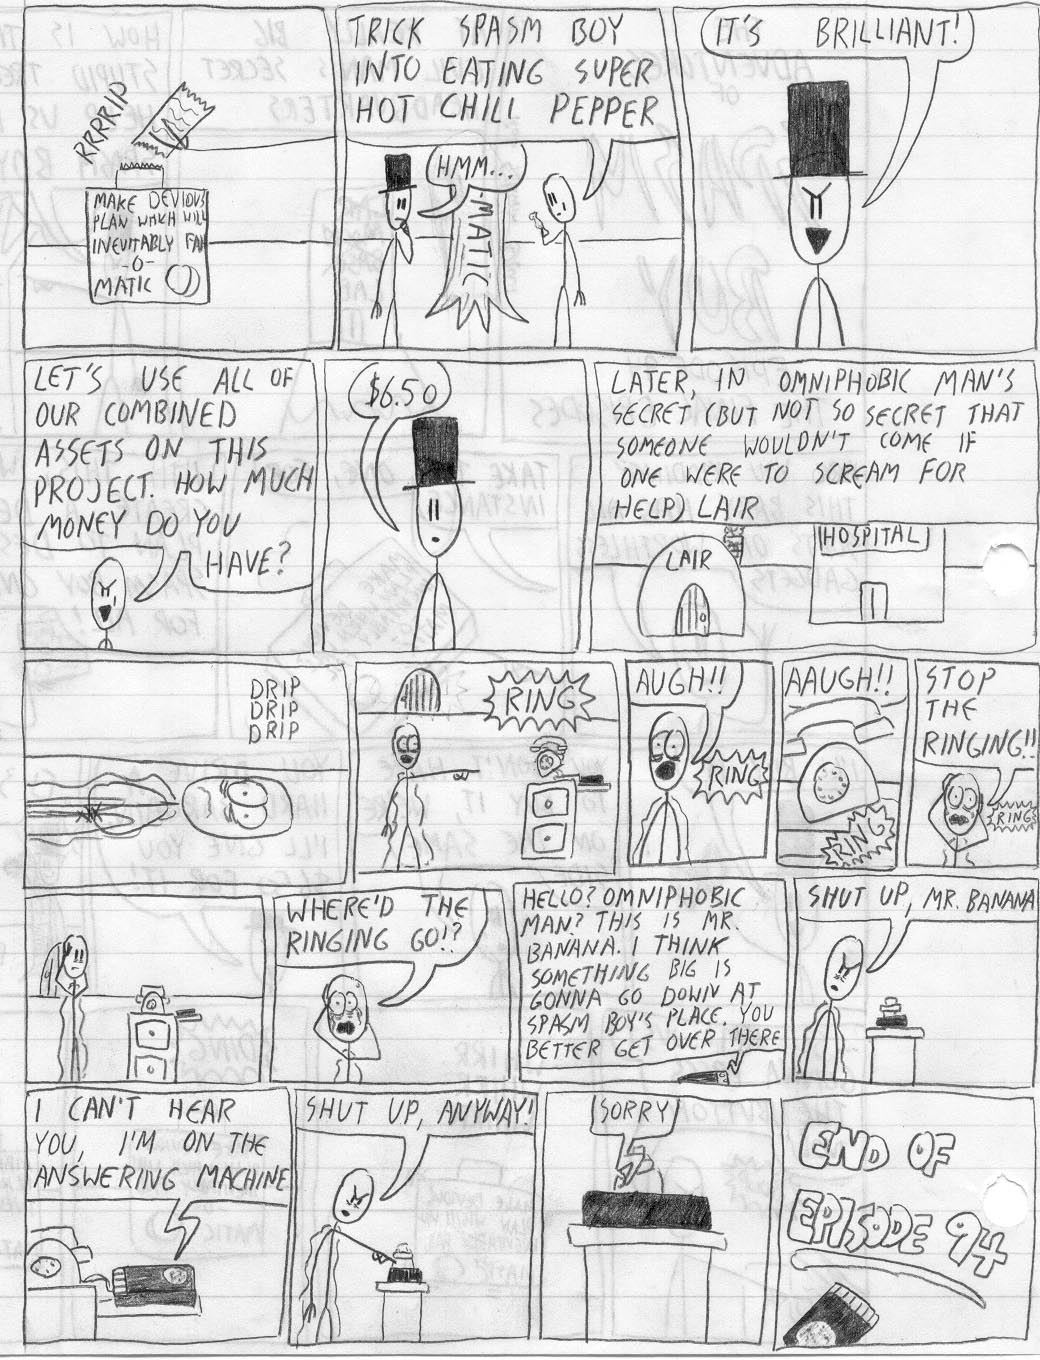 RRRRIP
MAKE DEVIOUS
PLAN WHICH WILL
INEVITABLY FAIL
-O-
MATIC
TRICK SPASM BOY
INTO EATING SUPER
HOT CHILL PEPPER
HMM...
-MATIC
IT'S BRILLIANT!
LET'S USE ALL OF
OUR COMBINED
ASSETS ON THIS
PROJECT. HOW MUCH
MONEY DO YOU
HAVE?
$6.50
LATER, IN OMNIPHOBIC MAN'S
SECRET (BUT NOT SO SECRET THAT
SOMEONE WOULDN'T COME IF
ONE WERE TO SCREAM FOR
HELP) LAIR
LAIR
HOSPITAL
DRIP
DRIP
DRIP
RING
AUGH!!
RING
AAUGH!!
RING
STOP
THE
RINGING!!
RING
WHERE'D THE
RINGING GO!?
HELLO? OMNIPHOBIC
MAN? THIS IS MR.
BANANA. I THINK
SOMETHING BIG IS
GONNA GO DOWN AT
SPASM BOY'S PLACE. YOU
BETTER GET OVER THERE
SHUT UP, MR. BANANA
I CAN'T HEAR
YOU, I'M ON THE
ANSWERING MACHINE
SHUT UP, ANYWAY!
SORRY
END OF
EPISODE 94